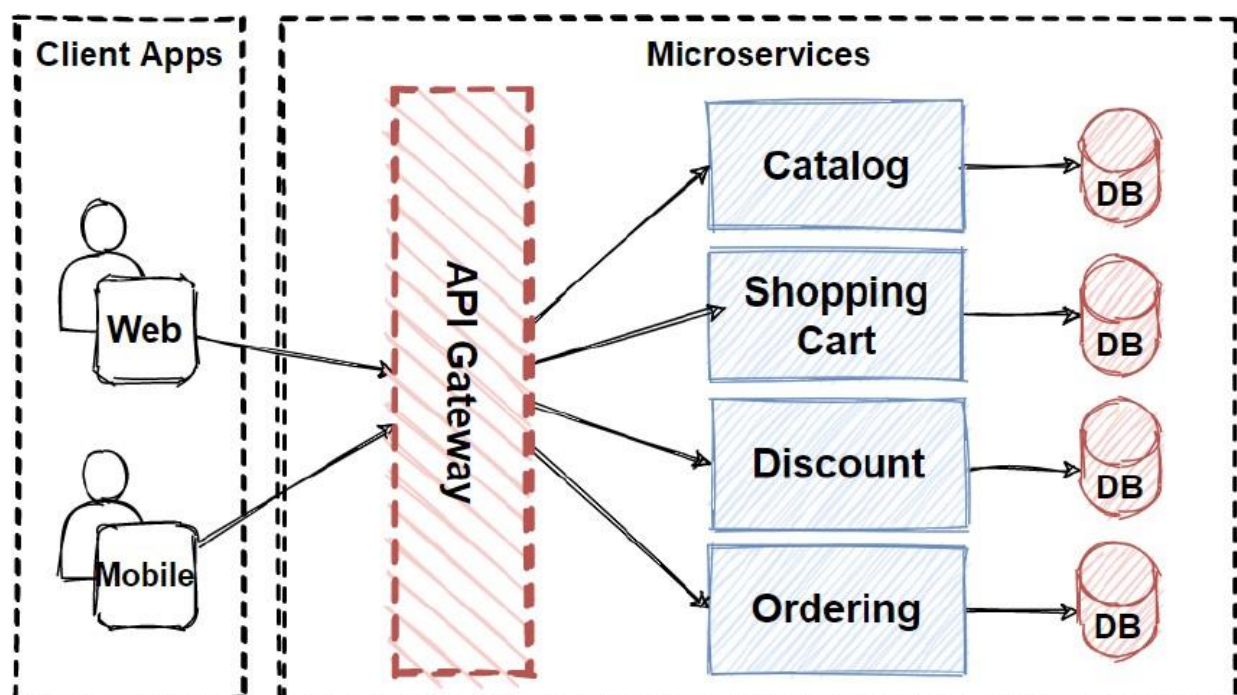 Client Apps
Microservices
Web
Mobile
API Gateway
Catalog
DB
Shopping
Cart
DB
Discount
DB
Ordering
DB